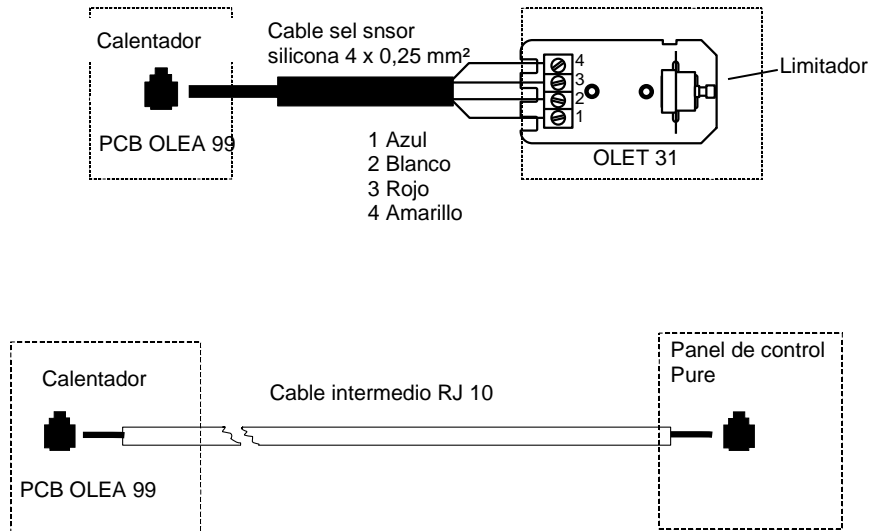 Calentador
PCB OLEA 99
Cable sel snsor
silicona 4 x 0,25 mm²
1 Azul
2 Blanco
3 Rojo
4 Amarillo
4
3
2
1
OLET 31
Limitador
Calentador
PCB OLEA 99
Cable intermedio RJ 10
Panel de control
Pure